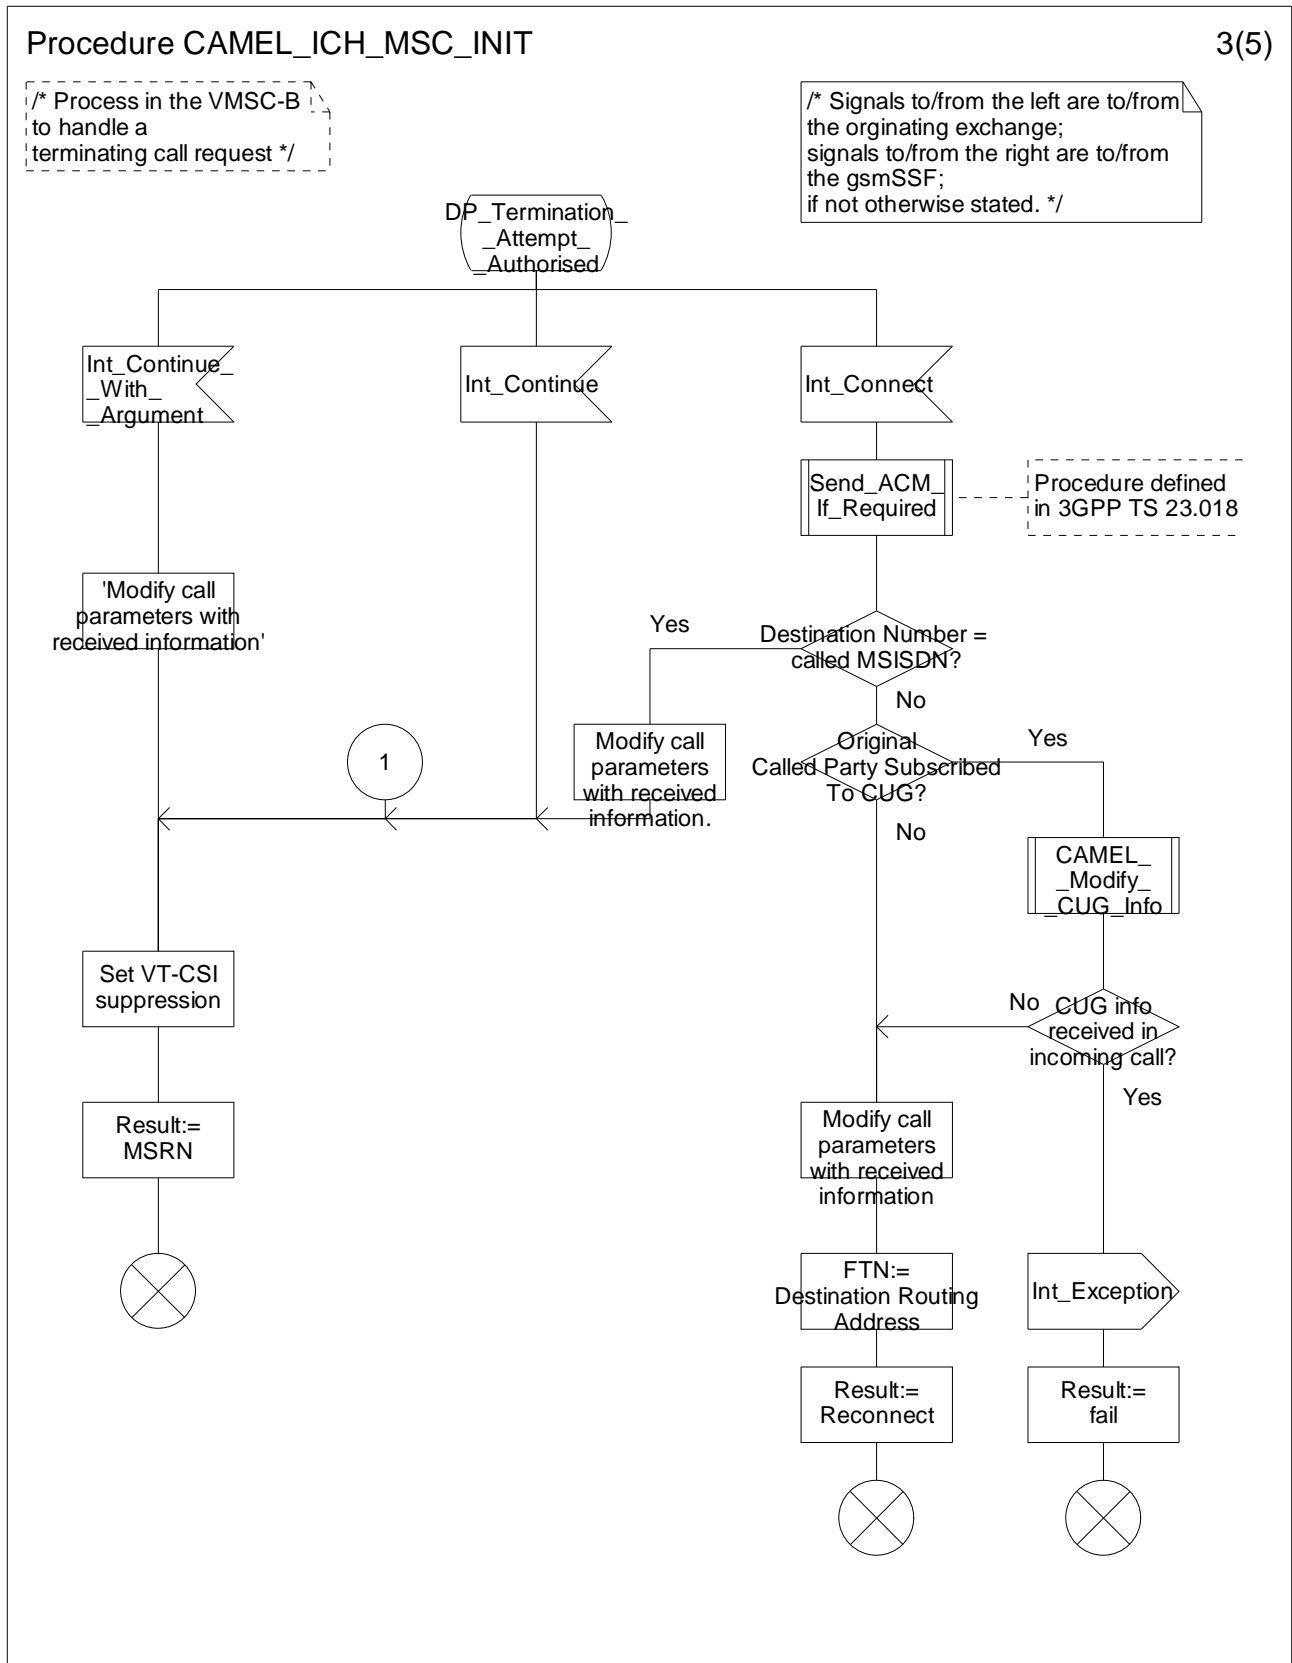 Procedure CAMEL_ICH_MSC_INIT
3(5)
/* Process in the VMSC-B
to handle a
terminating call request */
/* Signals to/from the left are to/from
the orginating exchange;
signals to/from the right are to/from
the gsmSSF;
if not otherwise stated. */
DP_Termination_
_Attempt_
_Authorised
Int_Continue_
_With_
_Argument
Int_Continue
Int_Connect
Send_ACM_
If_Required
Procedure defined
in 3GPP TS 23.018
'Modify call
parameters with
received information'
Yes
Destination Number =
called MSISDN?
No
1
Modify call
parameters
with received
information.
Original
Called Party Subscribed
To CUG?
Yes
No
CAMEL_
_Modify_
_CUG_Info
Set VT-CSI
suppression
No
CUG info
received in
incoming call?
Yes
Result:=
MSRN
Modify call
parameters
with received
information
FTN:=
Destination Routing
Address
Int_Exception
Result:=
Reconnect
Result:=
fail